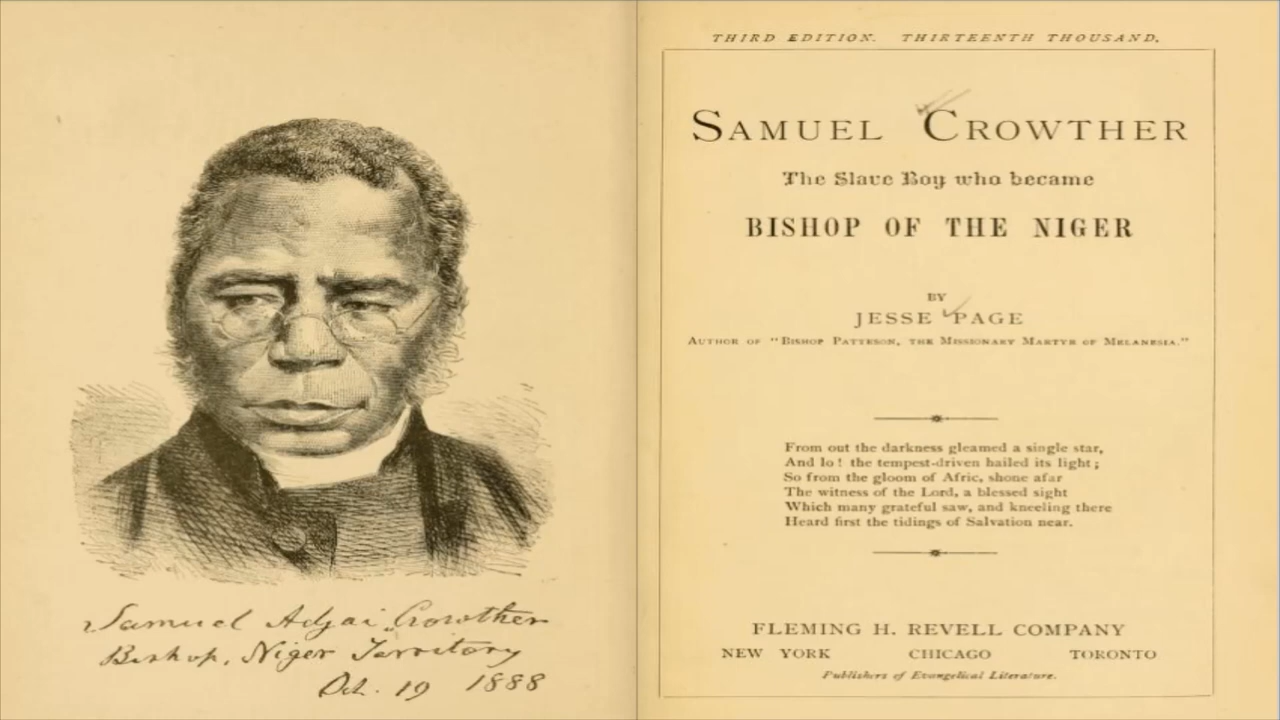 Samuel Adjai Crowther
Bishop, Niger Territory
Oct. 19 1888
THIRD EDITION. THIRTEENTH THOUSAND.
SAMUEL CROWTHER
The Slave Boy who became
BISHOP OF THE NIGER
BY
JESSE PAGE
AUTHOR OF "BISHOP PATTESON, THE MISSIONARY MARTYR OF MELANESIA."
From out the darkness gleamed a single star,
And lo! the tempest-driven hailed its light;
So from the gloom of Afric, shone afar
The witness of the Lord, a blessed sight
Which many grateful saw, and kneeling there
Heard first the tidings of Salvation near.
FLEMING H. REVELL COMPANY
NEW YORK CHICAGO TORONTO
Publishers of Evangelical Literature.